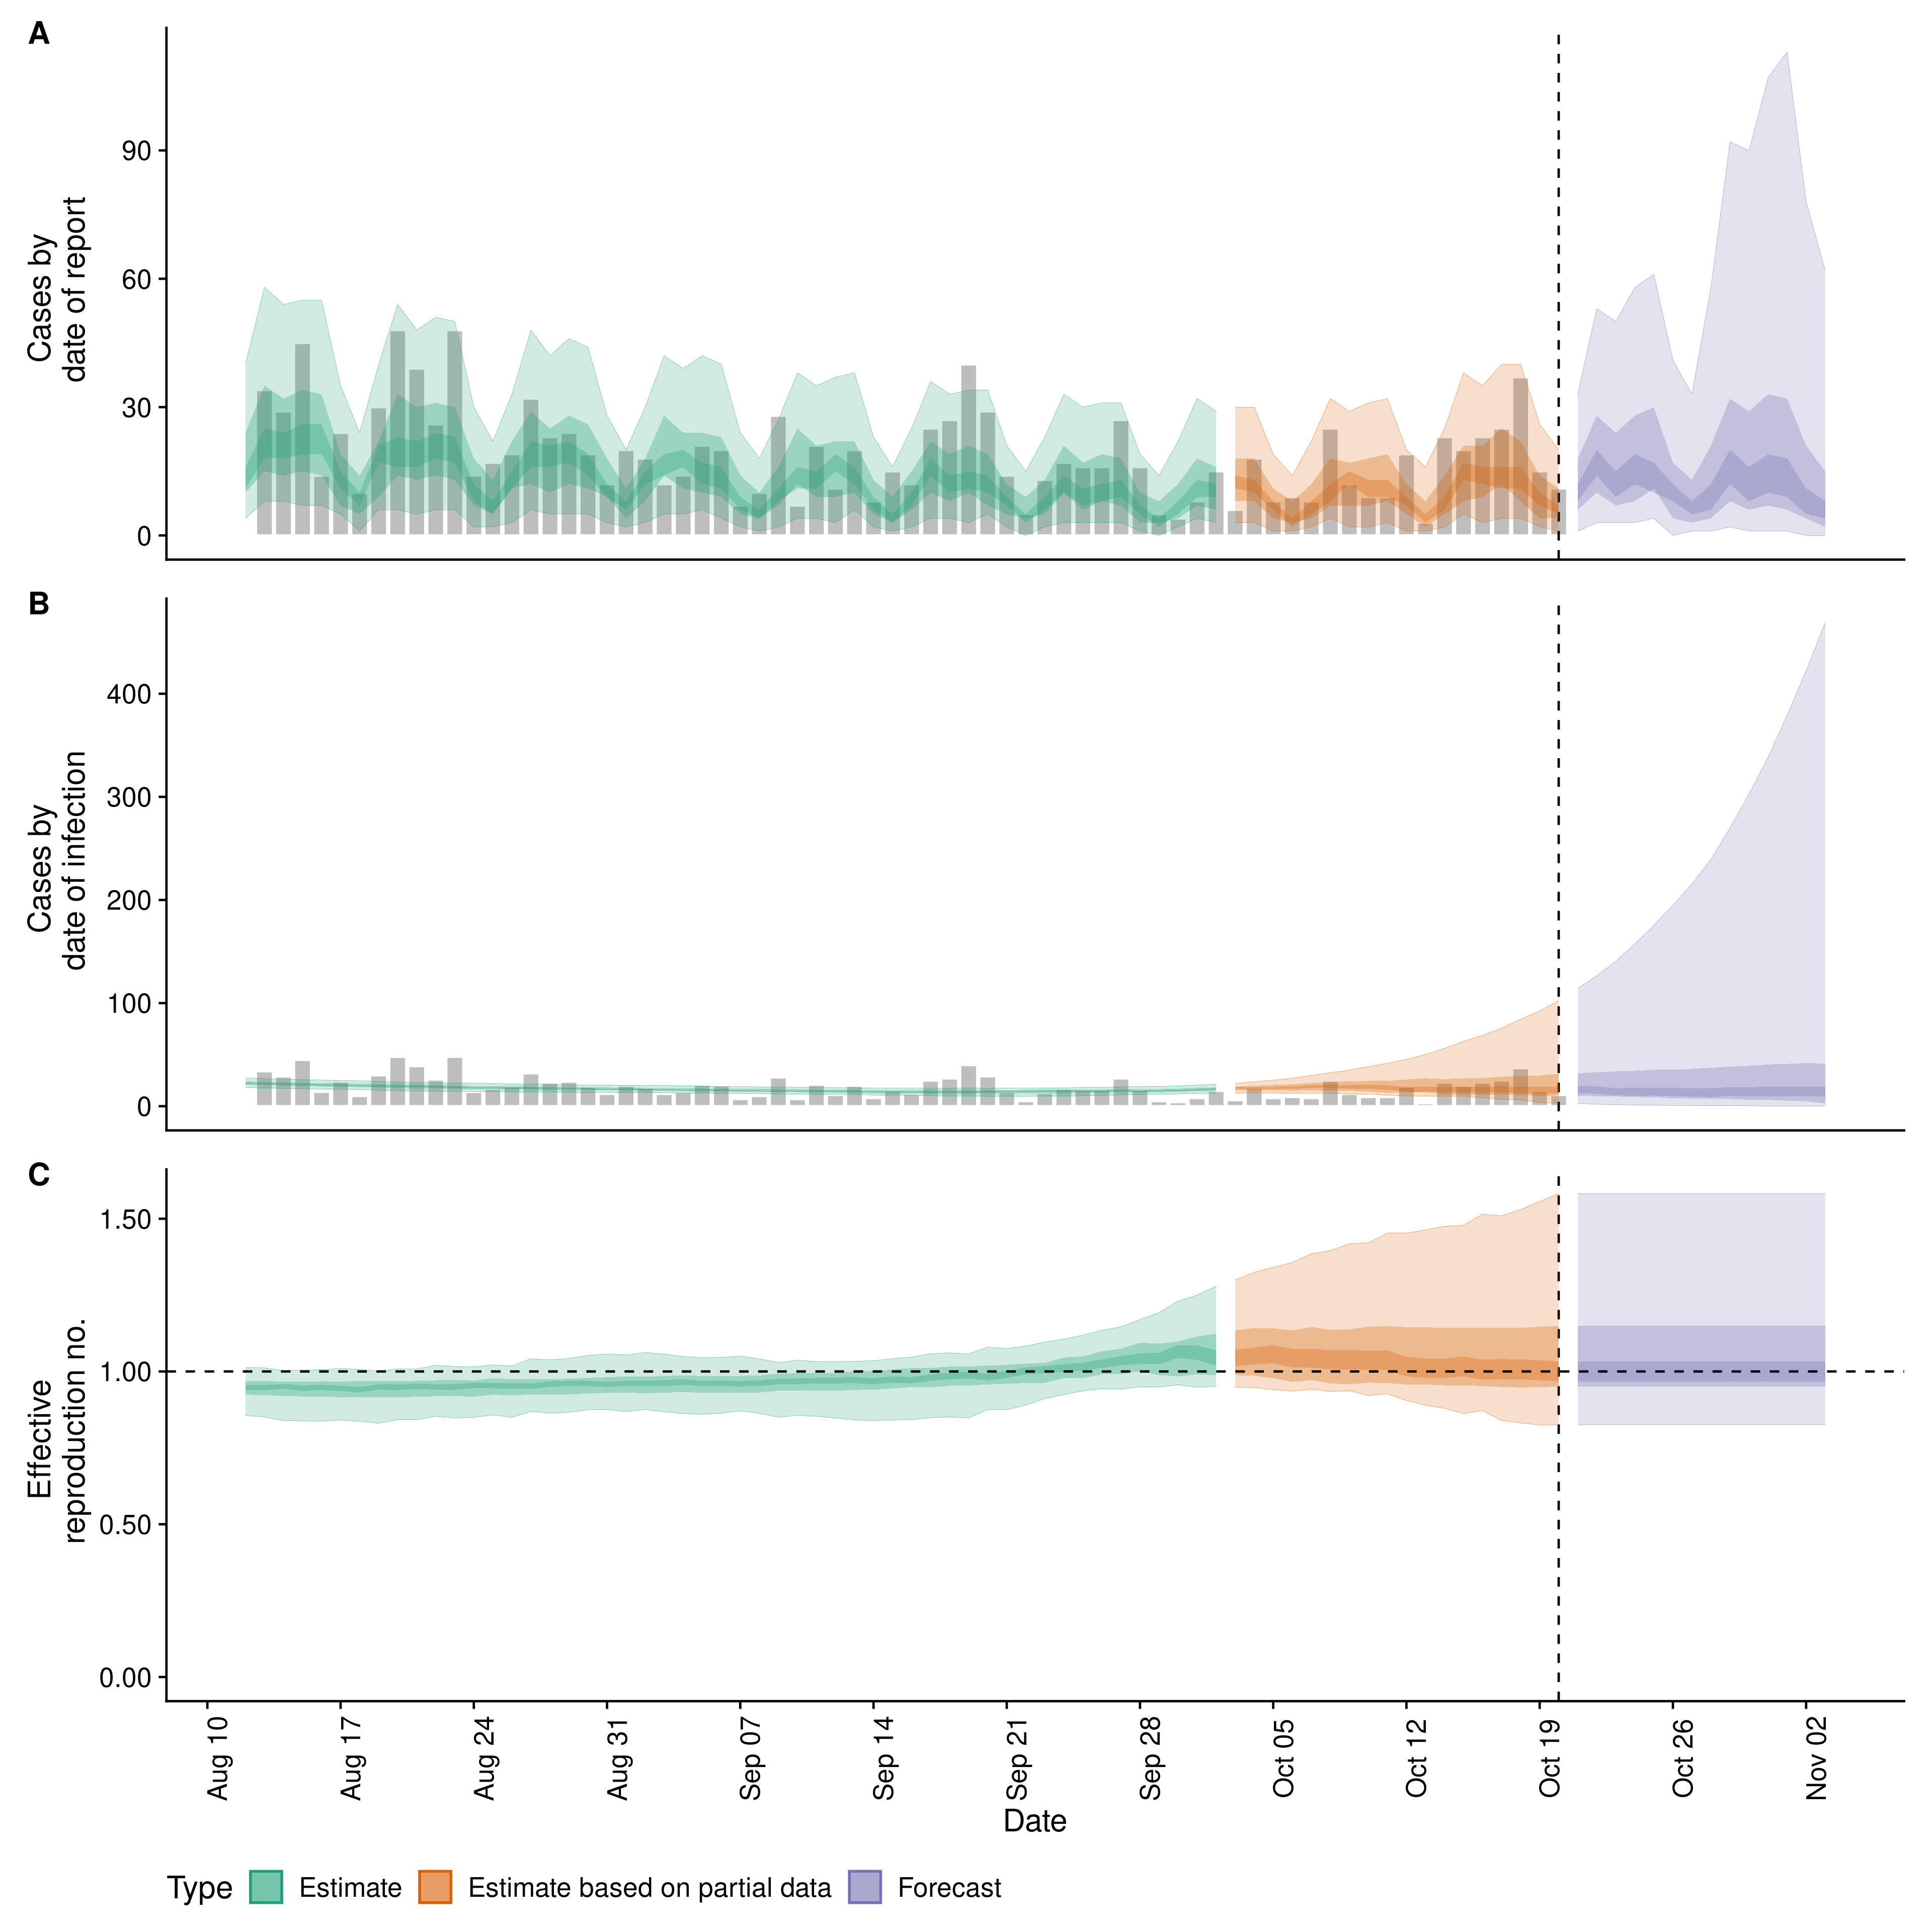 A
Cases by
date of report
90
60
30
0
B
Cases by
date of infection
400
300
200
100
0
C
Effective
reproduction no.
1.50
1.00
0.50
0.00
Aug 10
Aug 17
Aug 24
Aug 31
Sep 07
Sep 14
Sep 21
Sep 28
Oct 05
Oct 12
Oct 19
Oct 26
Nov 02
Date
Type Estimate Estimate based on partial data Forecast